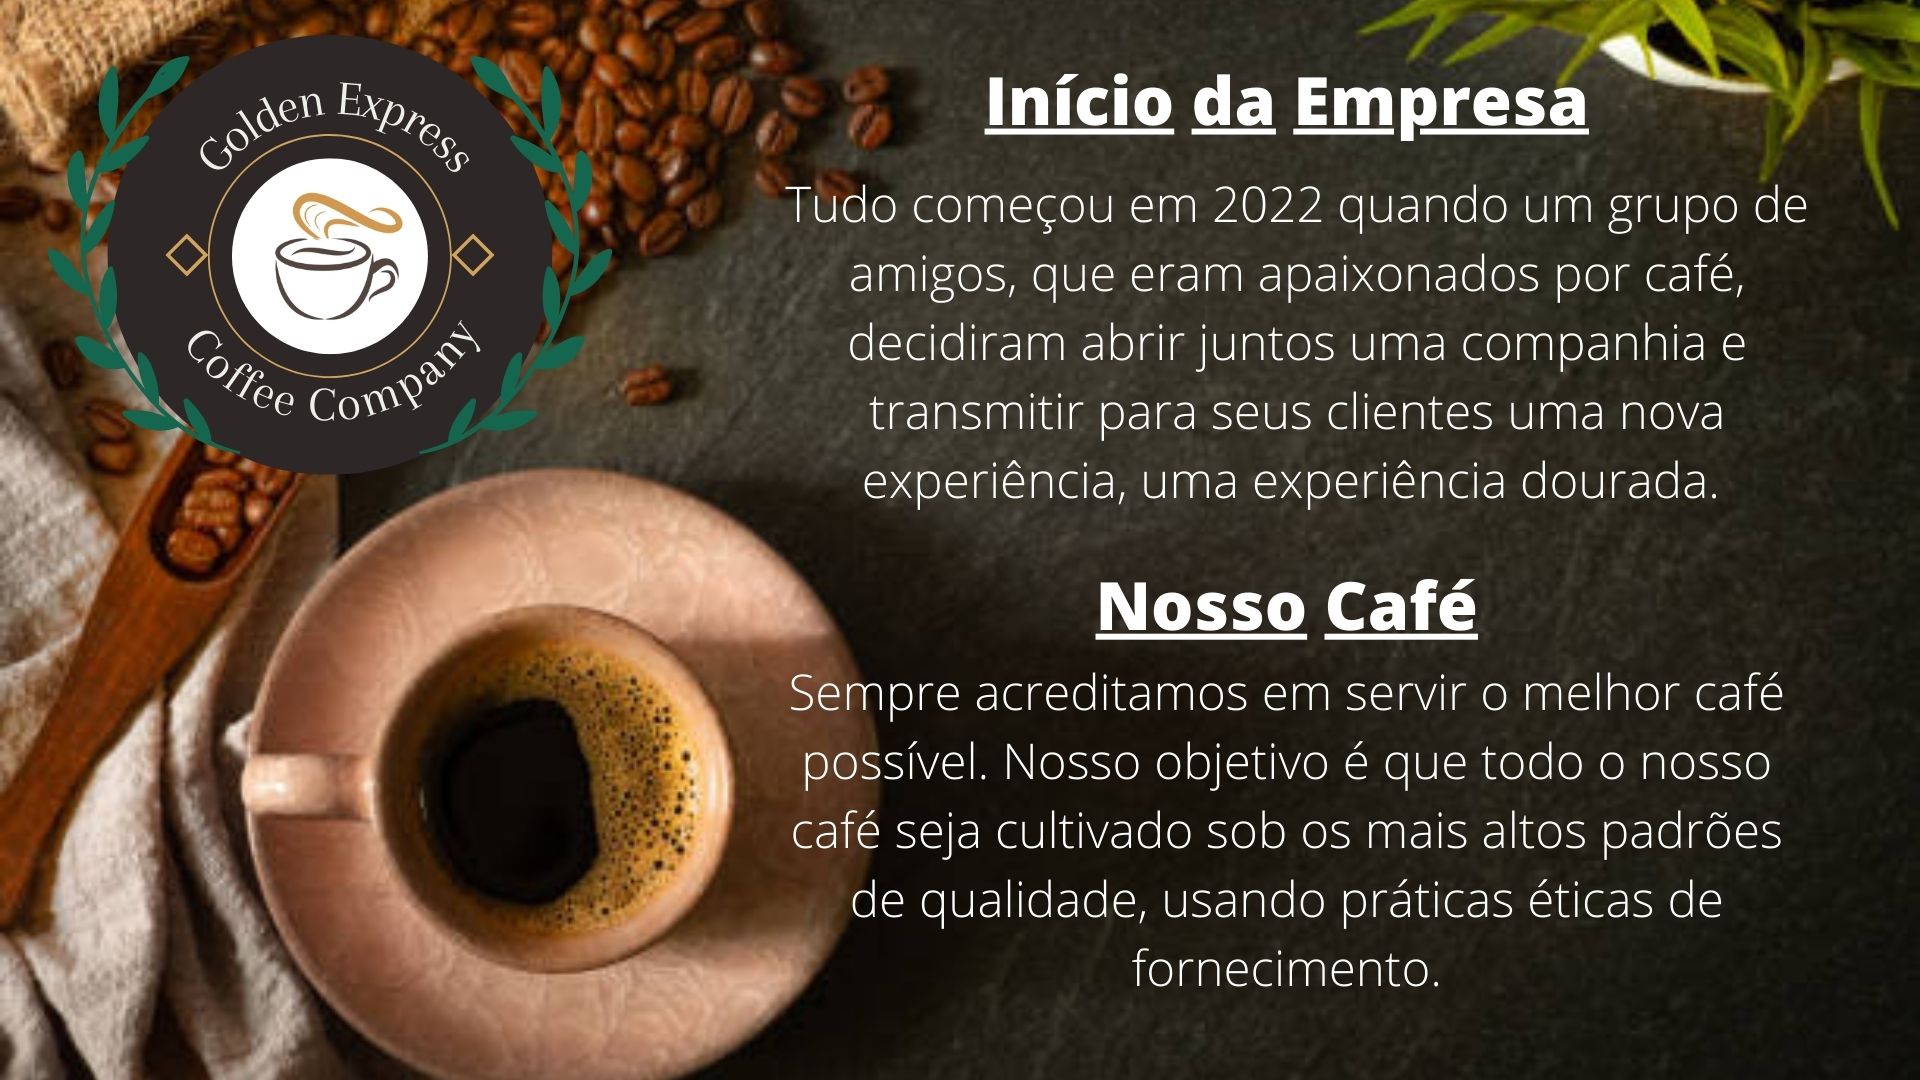 Golden Express
Coffee Company
Início da Empresa
Tudo começou em 2022 quando um grupo de
amigos, que eram apaixonados por café,
decidiram abrir juntos uma companhia e
transmitir para seus clientes uma nova
experiência, uma experiência dourada.
Nosso Café
Sempre acreditamos em servir o melhor café
possível. Nosso objetivo é que todo o nosso
café seja cultivado sob os mais altos padrões
de qualidade, usando práticas éticas de
fornecimento.